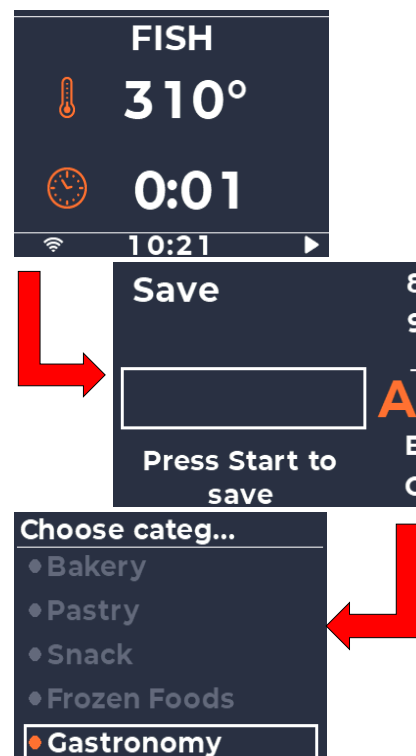 FISH
310°
0:01
10:21
Save
A
Press Start to
save
Choose categ...
Bakery
Pastry
Snack
Frozen Foods
Gastronomy